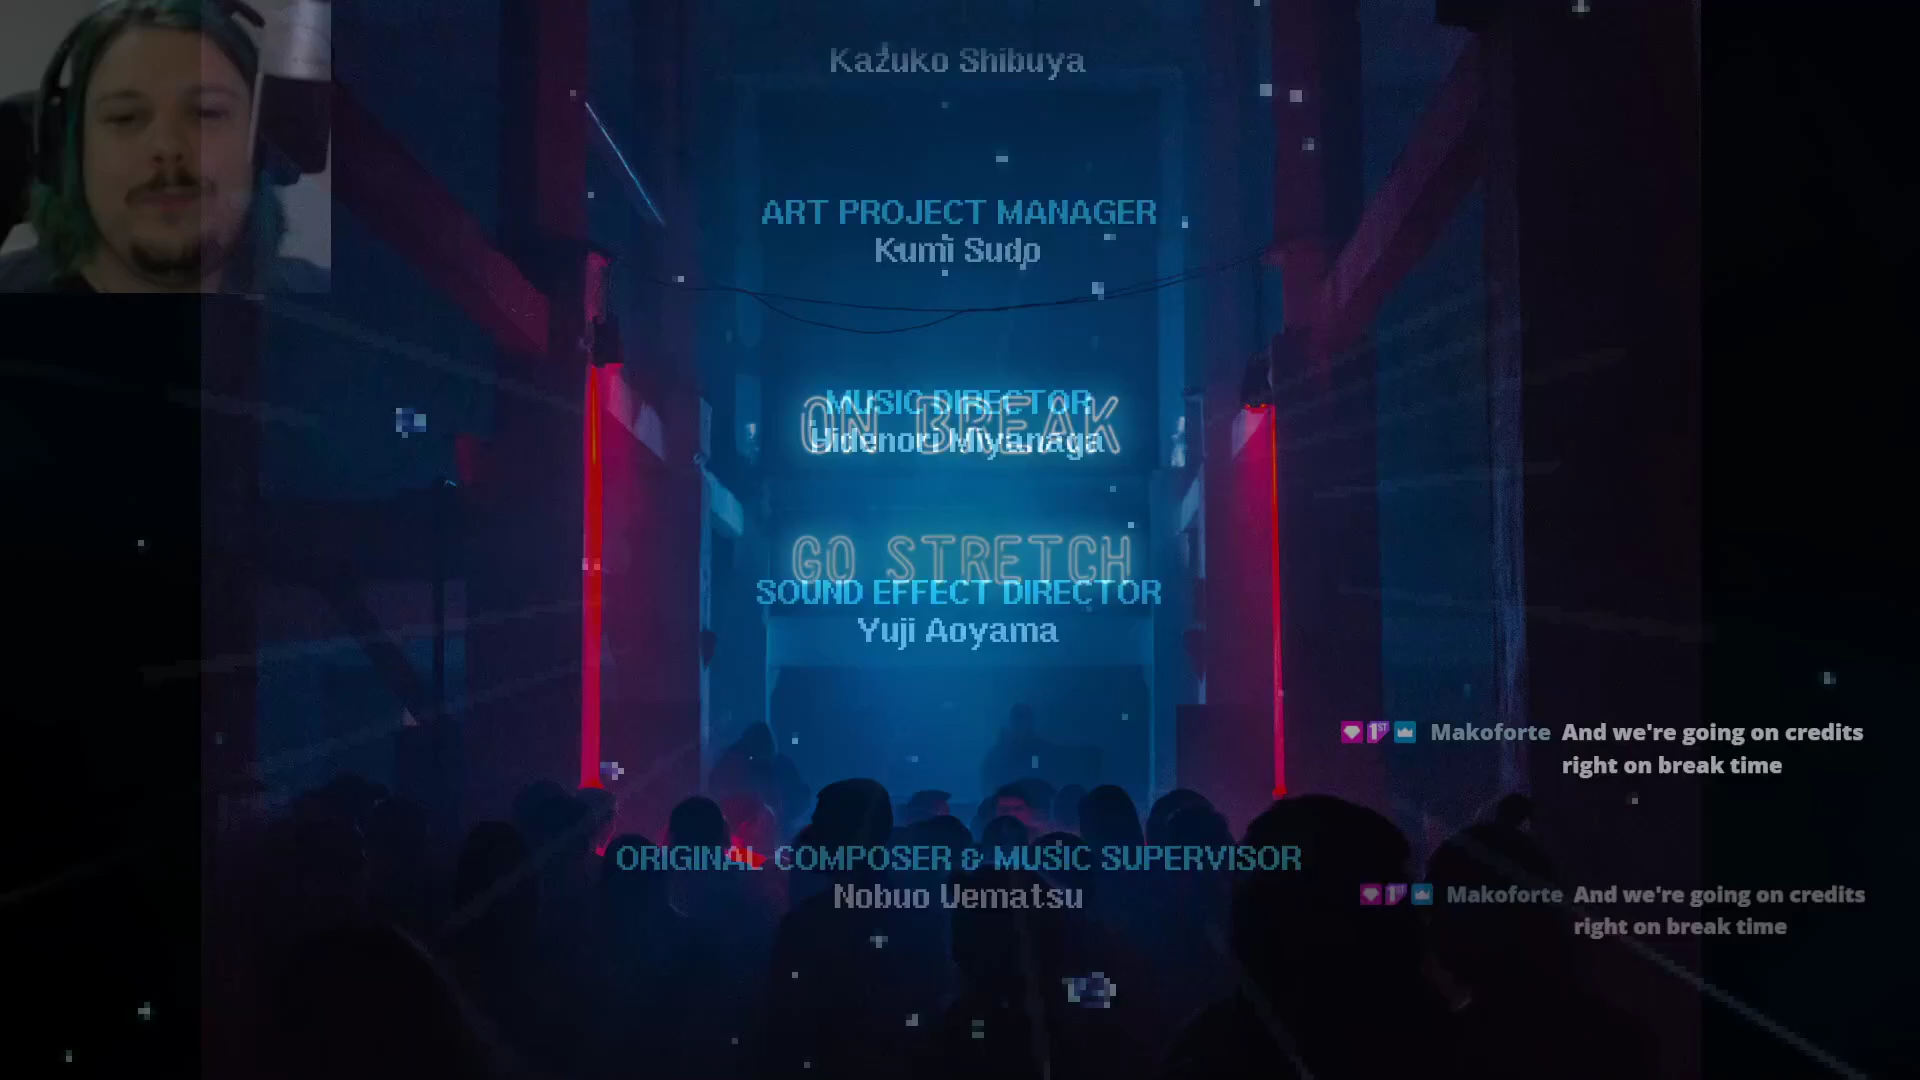 Kazuko Shibuya
ART PROJECT MANAGER
Kumi Sudo
MUSIC DIRECTOR
Hidenori Miyanaga
ON BREAK
GO STRETCH
SOUND EFFECT DIRECTOR
Yuji Aoyama
Makoforte And we're going on credits
right on break time
ORIGINAL COMPOSER & MUSIC SUPERVISOR
Nobuo Uematsu
1ST Makoforte And we're going on credits
right on break time